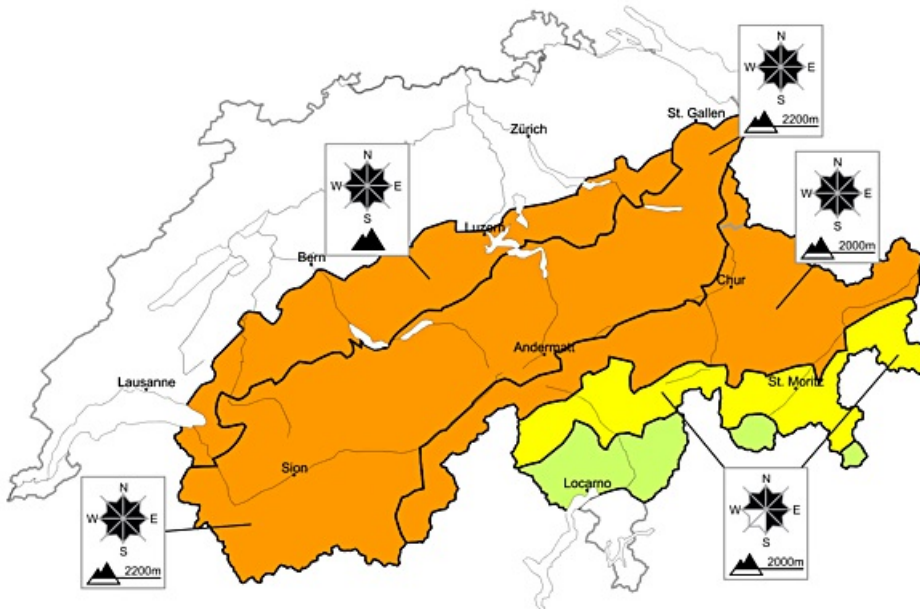 N
W E
S
2200m
St. Gallen
Zürich
N
W E
S
N
W E
S
2000m
Luzern
Bern
Chur
Andermatt
Lausanne
St. Moritz
Sion
Locarno
N
W E
S
2200m
N
W E
S
2000m